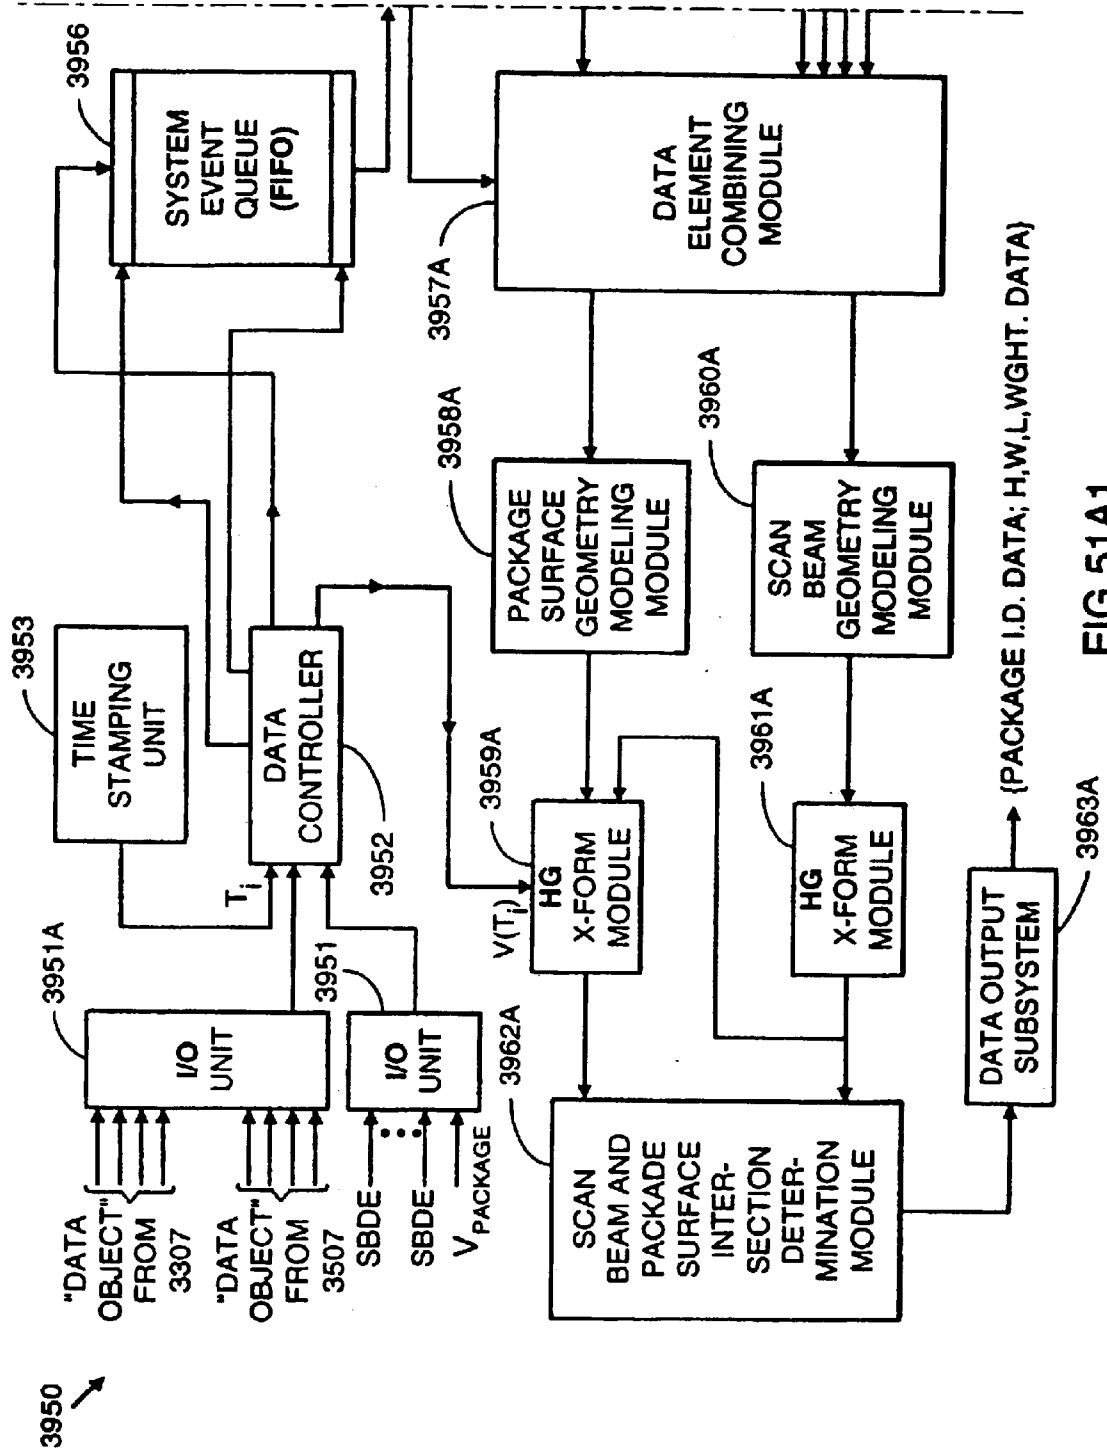 3950
"DATA
OBJECT"
FROM
3307
"DATA
OBJECT"
FROM
3507
SBDE
•••
SBDE
V PACKAGE
I/O
UNIT
3951A
I/O
UNIT
3951
T i
TIME
STAMPING
UNIT
3953
DATA
CONTROLLER
3952
SYSTEM
EVENT
QUEUE
(FIFO)
3956
SCAN
BEAM AND
PACKADE
SURFACE
INTER-
SECTION
DETER-
MINATION
MODULE
3962A
V(T i)
HG
X-FORM
MODULE
3959A
PACKAGE
SURFACE
GEOMETRY
MODELING
MODULE
3958A
DATA
ELEMENT
COMBINING
MODULE
3957A
HG
X-FORM
MODULE
3961A
SCAN
BEAM
GEOMETRY
MODELING
MODULE
3960A
DATA OUTPUT
SUBSYSTEM
3963A
{PACKAGE I.D. DATA; H,W,L,WGHT. DATA}
FIG.51A1